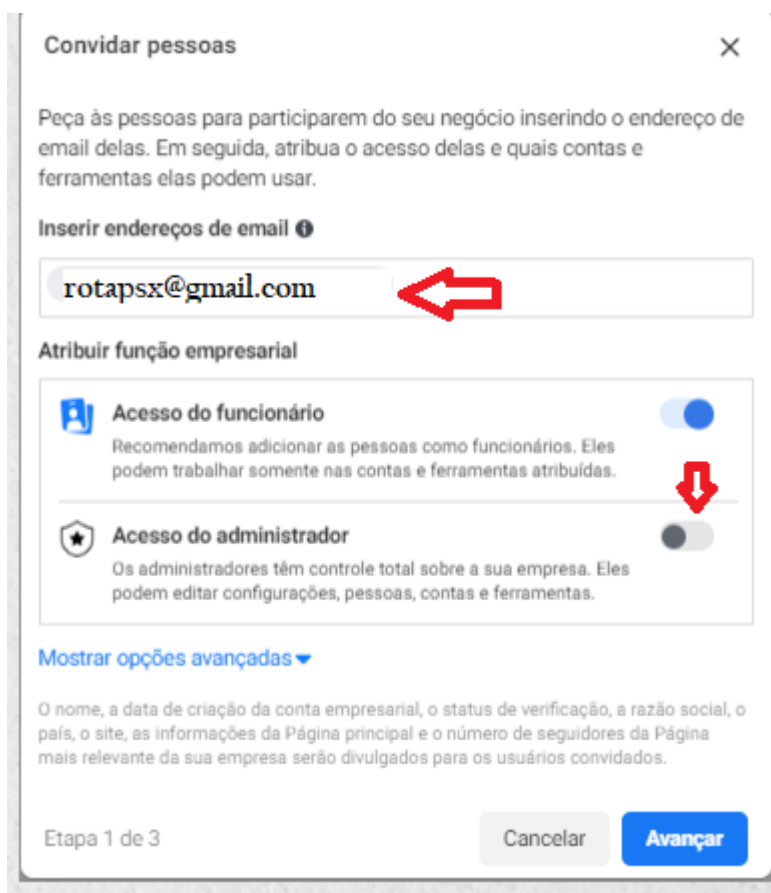 Convidar pessoas
Peça às pessoas para participarem do seu negócio inserindo o endereço de
email delas. Em seguida, atribua o acesso delas e quais contas e
ferramentas elas podem usar.
Inserir endereços de email
rotapsx@gmail.com
Atribuir função empresarial
Acesso do funcionário
Recomendamos adicionar as pessoas como funcionários. Eles
podem trabalhar somente nas contas e ferramentas atribuídas.
Acesso do administrador
Os administradores têm controle total sobre a sua empresa. Eles
podem editar configurações, pessoas, contas e ferramentas.
Mostrar opções avançadas
O nome, a data de criação da conta empresarial, o status de verificação, a razão social, o
país, o site, as informações da Página principal e o número de seguidores da Página
mais relevante da sua empresa serão divulgados para os usuários convidados.
Etapa 1 de 3
Cancelar
Avançar